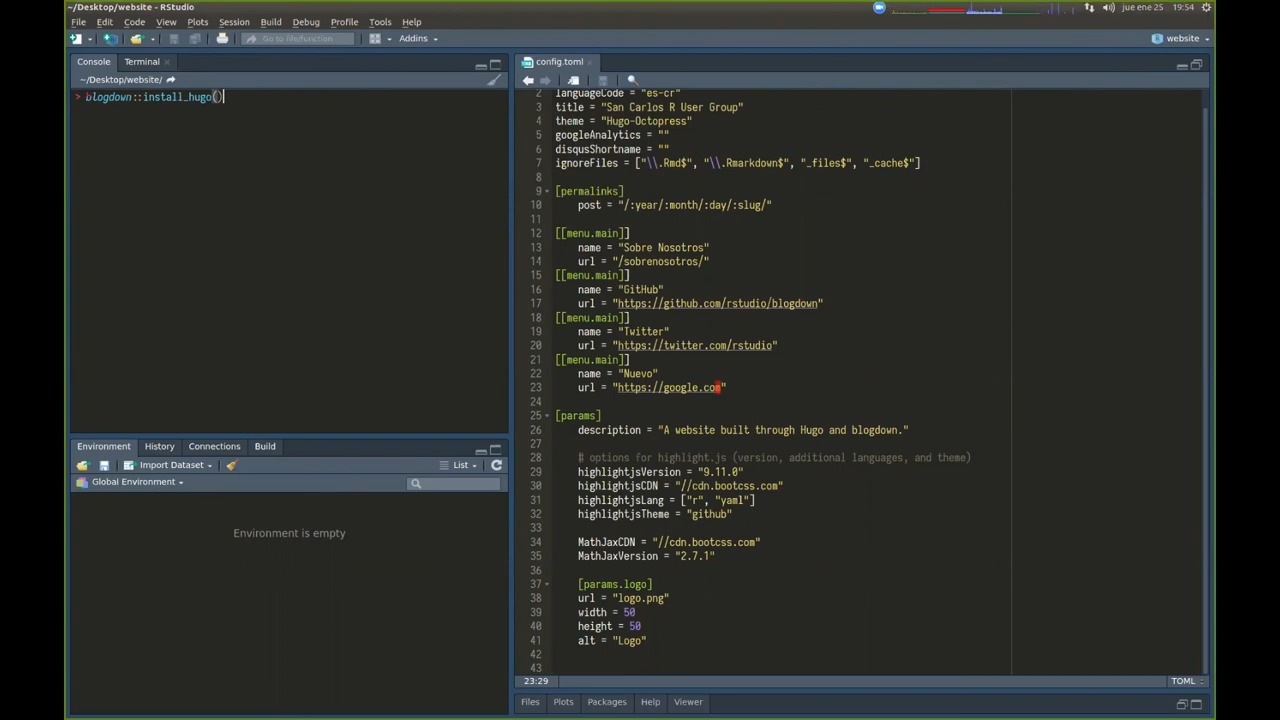 ~/Desktop/website - RStudio
jue ene 25 19:54
File Edit Code View Plots Session Build Debug Profile Tools Help
Go to file/function Addins website
Console Terminal
~/Desktop/website/
> blogdown::install_hugo()
Environment History Connections Build
Import Dataset List
Global Environment
Environment is empty
config.toml
2 languageCode = "es-cr"
3 title = "San Carlos R User Group"
4 theme = "Hugo-Octopress"
5 googleAnalytics = ""
6 disqusShortname = ""
7 ignoreFiles = ["\\.Rmd$", "\\.Rmarkdown$", "_files$", "_cache$"]
8
9 [permalinks]
10 post = "/:year/:month/:day/:slug/"
11
12 [[menu.main]]
13 name = "Sobre Nosotros"
14 url = "/sobrenosotros/"
15 [[menu.main]]
16 name = "GitHub"
17 url = "https://github.com/rstudio/blogdown"
18 [[menu.main]]
19 name = "Twitter"
20 url = "https://twitter.com/rstudio"
21 [[menu.main]]
22 name = "Nuevo"
23 url = "https://google.com"
24
25 [params]
26 description = "A website built through Hugo and blogdown."
27
28 # options for highlight.js (version, additional languages, and theme)
29 highlightjsVersion = "9.11.0"
30 highlightjsCDN = "//cdn.bootcss.com"
31 highlightjsLang = ["r", "yaml"]
32 highlightjsTheme = "github"
33
34 MathJaxCDN = "//cdn.bootcss.com"
35 MathJaxVersion = "2.7.1"
36
37 [params.logo]
38 url = "logo.png"
39 width = 50
40 height = 50
41 alt = "Logo"
42
43
23:29 TOML
Files Plots Packages Help Viewer